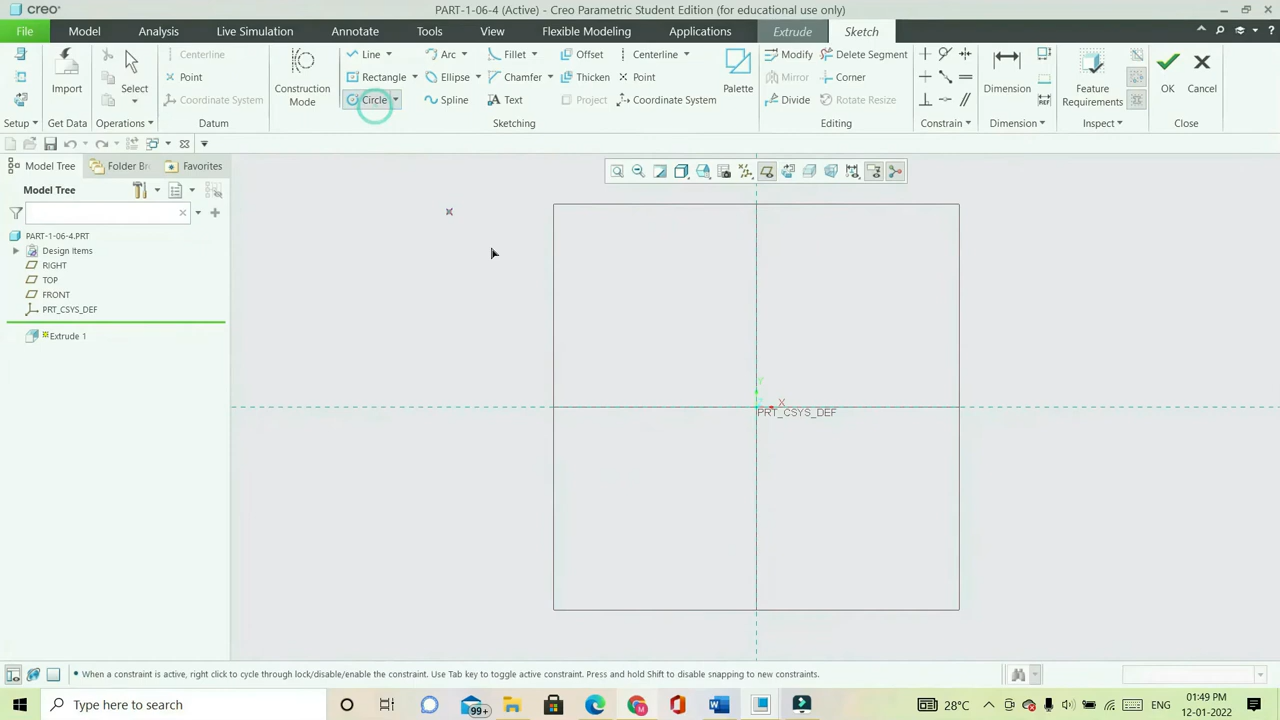 creo
PART-1-06-4 (Active) - Creo Parametric Student Edition (for educational use only)
File Model Analysis Live Simulation Annotate Tools View Flexible Modeling Applications Extrude Sketch
Centerline Line Arc Fillet Offset Centerline Modify Delete Segment
Point Rectangle Ellipse Chamfer Thicken Point Mirror Corner
Import Select Coordinate System Construction Mode Circle Spline Text Project Coordinate System Palette Divide Rotate Resize Dimension Feature Requirements OK Cancel
Setup Get Data Operations Datum Sketching Editing Constrain Dimension Inspect Close
Model Tree Folder Br Favorites
Model Tree
PART-1-06-4.PRT
Design Items
RIGHT
TOP
FRONT
PRT_CSYS_DEF
Extrude 1
Y
X
PRT_CSYS_DEF
• When a constraint is active, right click to cycle through lock/disable/enable the constraint. Use Tab key to toggle active constraint. Press and hold Shift to disable snapping to new constraints.
Type here to search
99+
28°C
ENG
01:49 PM
12-01-2022